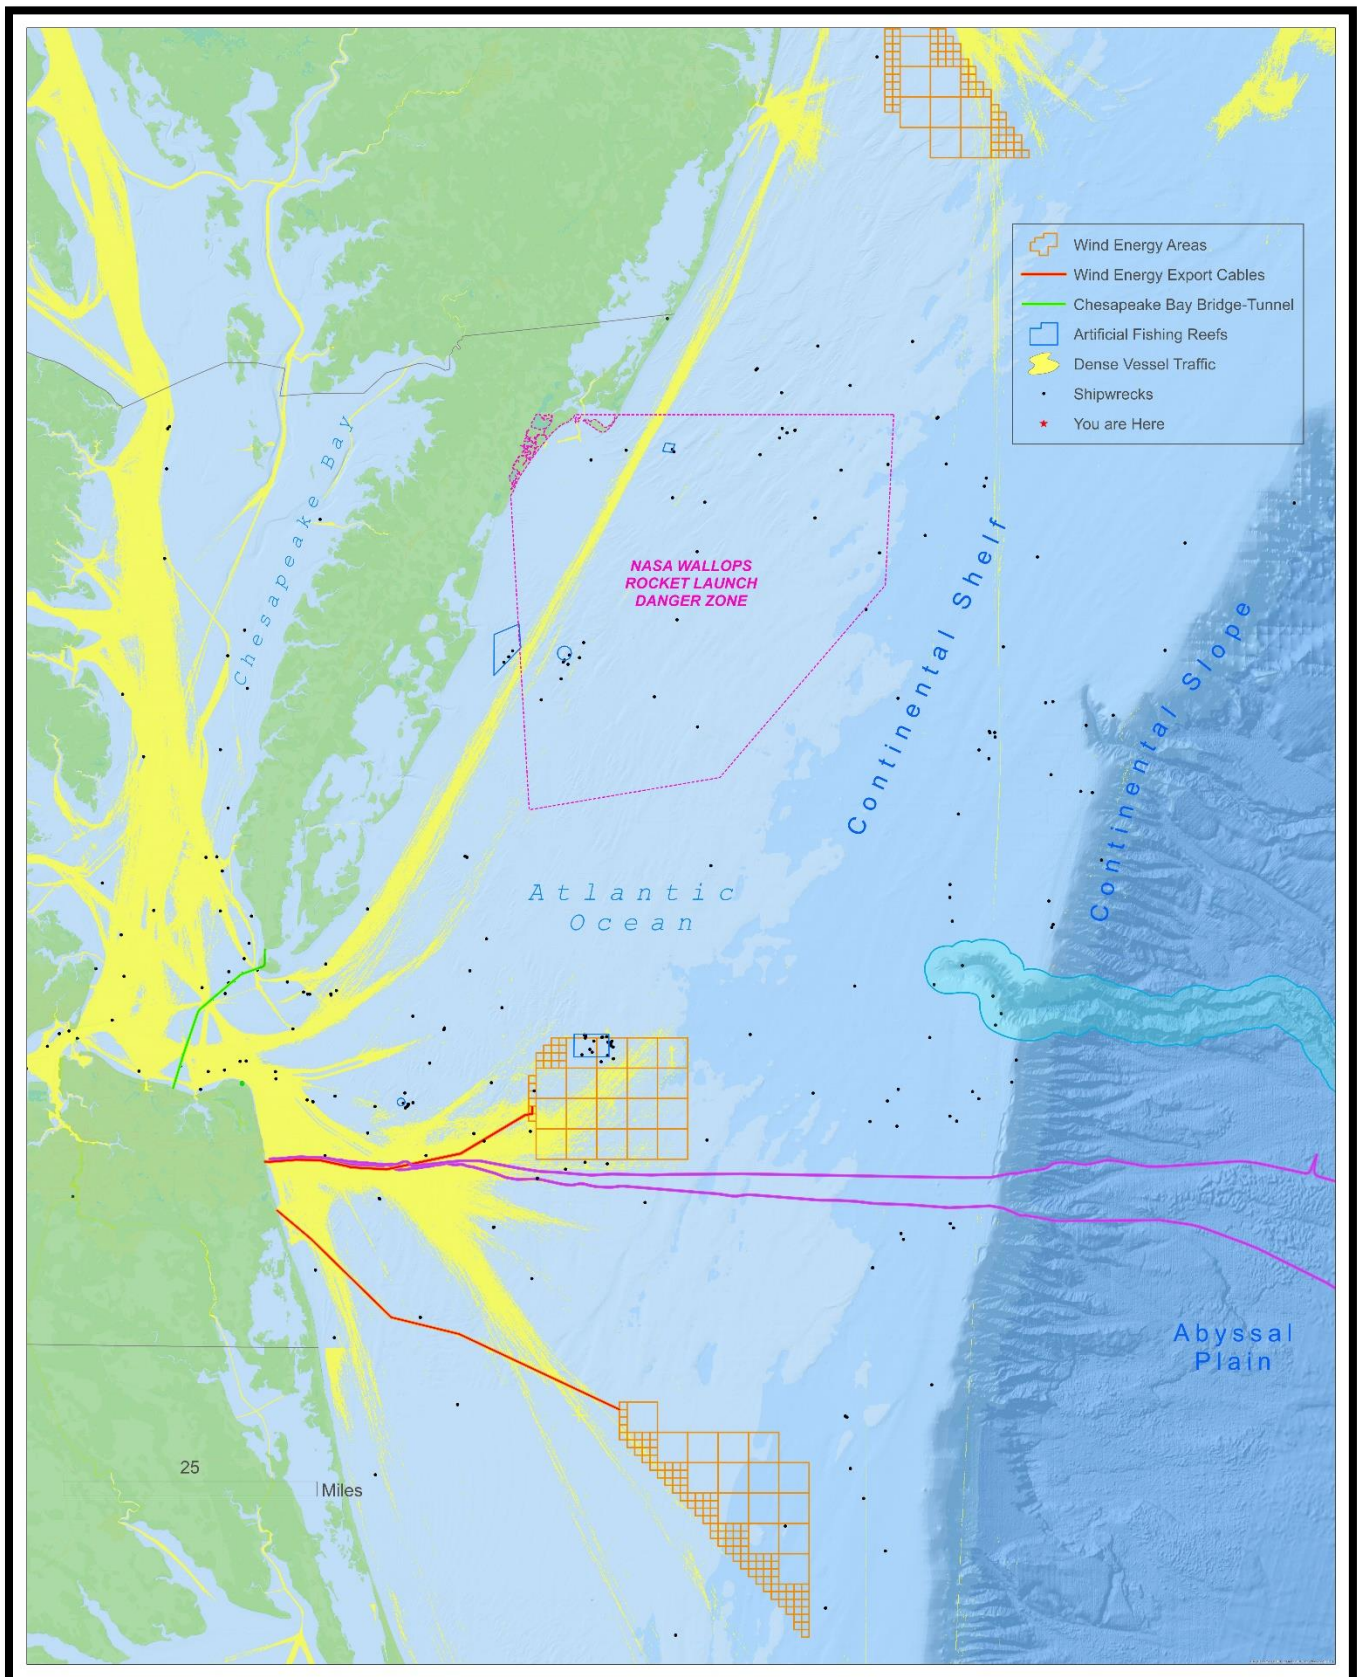 Wind Energy Areas
Wind Energy Export Cables
Chesapeake Bay Bridge-Tunnel
Artificial Fishing Reefs
Dense Vessel Traffic
Shipwrecks
You are Here
Chesapeake Bay
NASA WALLOPS
ROCKET LAUNCH
DANGER ZONE
Continental Shelf
Continental Slope
Atlantic
Ocean
Abyssal
Plain
25
Miles